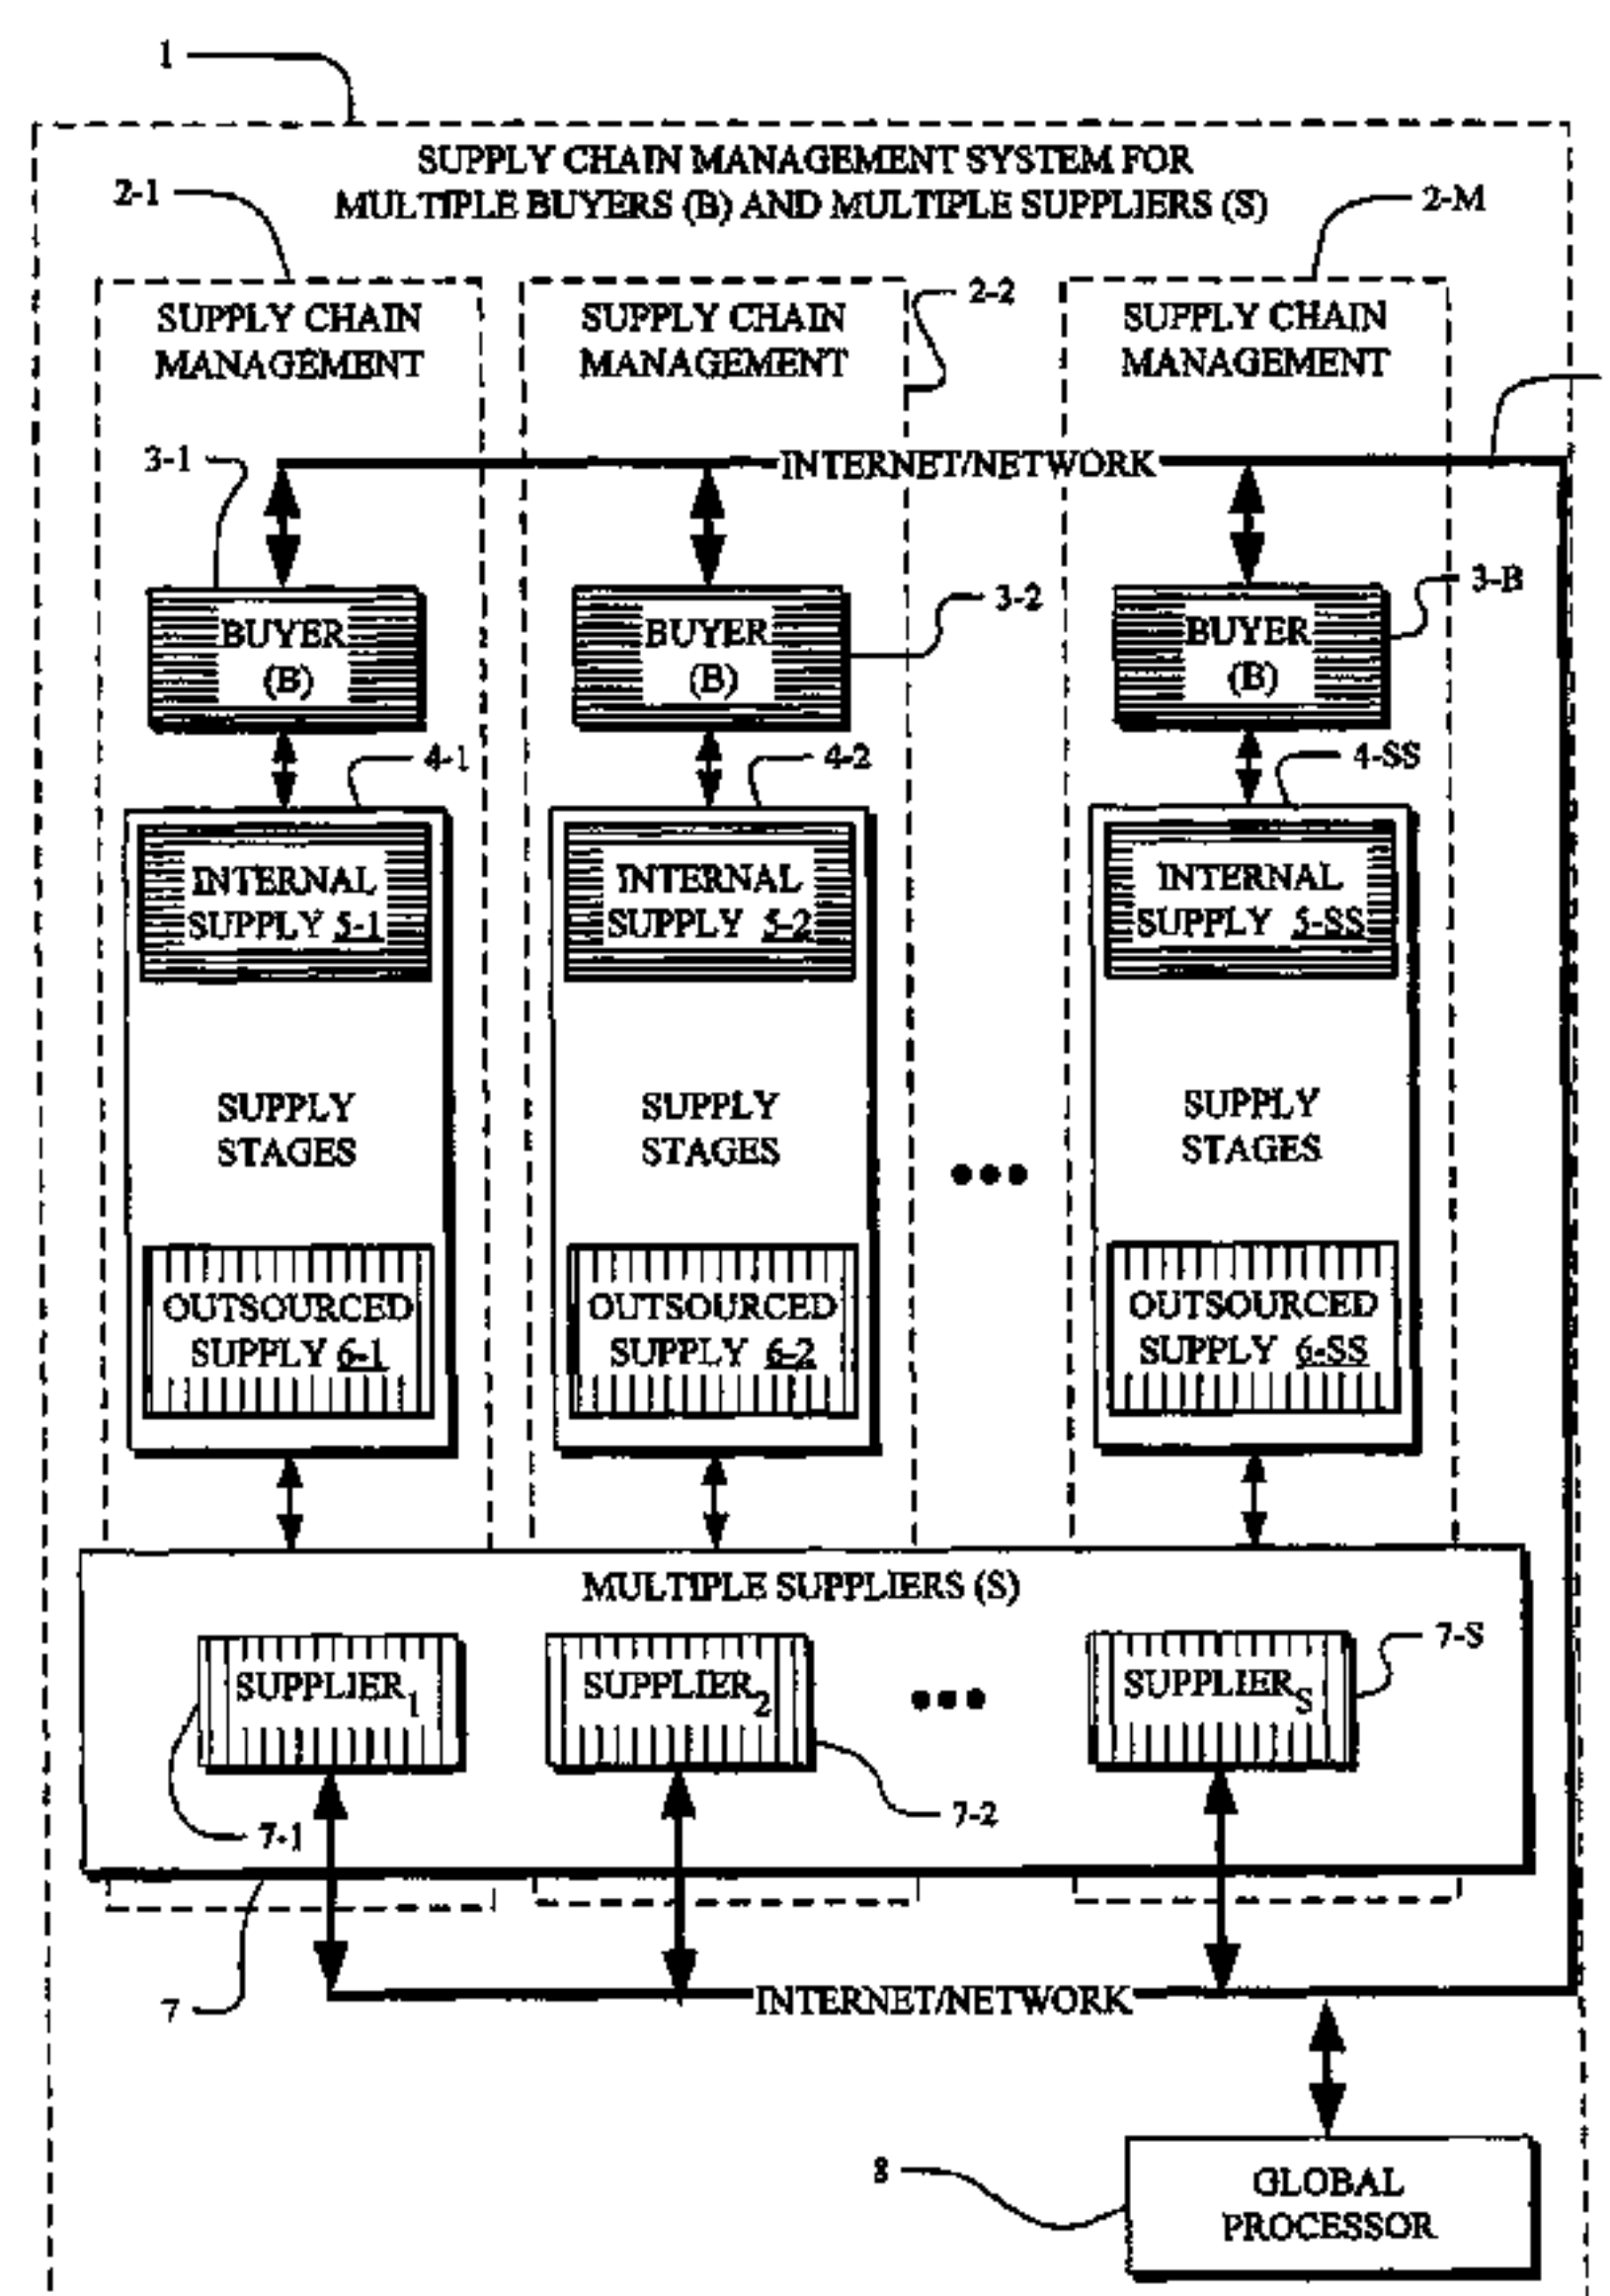 1
SUPPLY CHAIN MANAGEMENT SYSTEM FOR
MULTIPLE BUYERS (B) AND MULTIPLE SUPPLIERS (S)
2-1
2-M
2-2
SUPPLY CHAIN
MANAGEMENT
SUPPLY CHAIN
MANAGEMENT
SUPPLY CHAIN
MANAGEMENT
INTERNET/NETWORK
3-1
BUYER
(B)
BUYER
(B)
3-2
BUYER
(B)
3-B
4-1
4-2
4-SS
INTERNAL
SUPPLY 5-1
INTERNAL
SUPPLY 5-2
INTERNAL
SUPPLY 5-SS
SUPPLY
STAGES
SUPPLY
STAGES
SUPPLY
STAGES
OUTSOURCED
SUPPLY 6-1
OUTSOURCED
SUPPLY 6-2
OUTSOURCED
SUPPLY 6-SS
MULTIPLE SUPPLIERS (S)
SUPPLIER1
SUPPLIER2
SUPPLIERS
7-S
7-1
7-2
7
INTERNET/NETWORK
8
GLOBAL
PROCESSOR